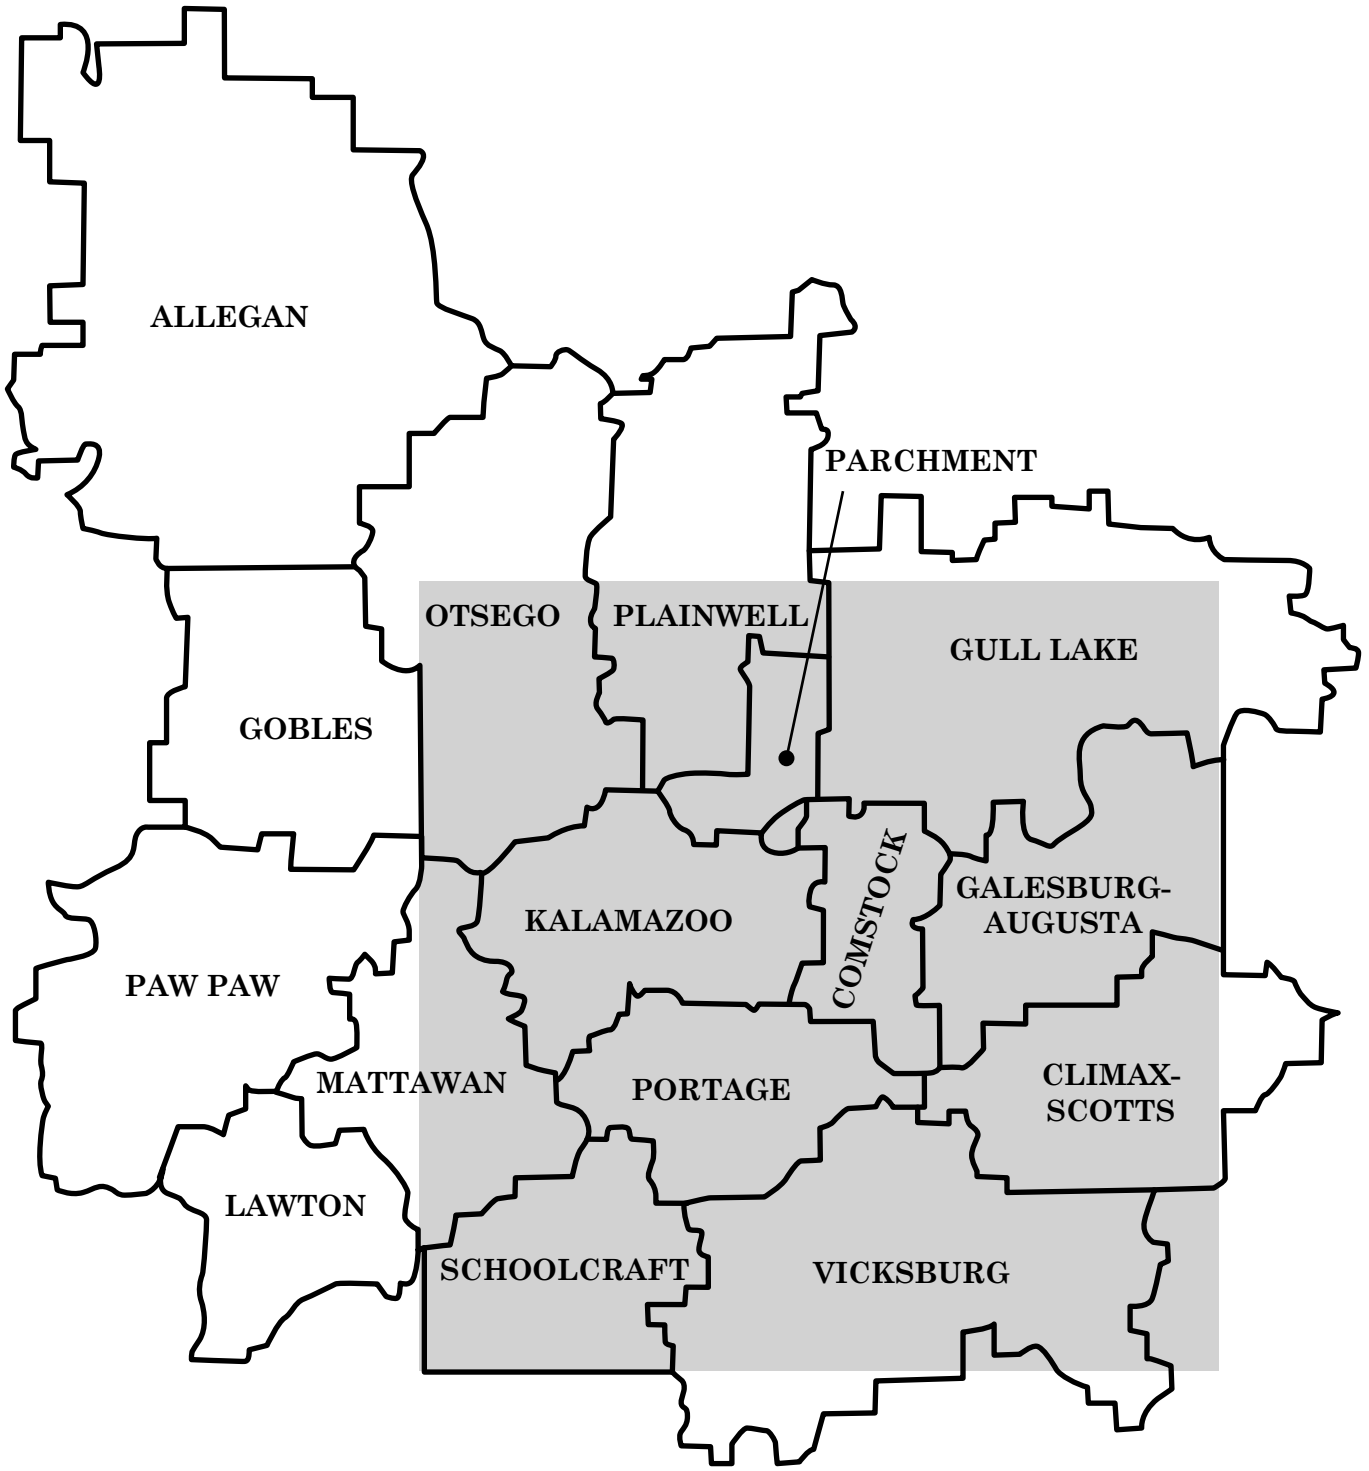 ALLEGAN
PARCHMENT
OTSEGO
PLAINWELL
GULL LAKE
GOBLES
COMSTOCK
GALESBURG-
AUGUSTA
KALAMAZOO
PAW PAW
MATTAWAN
PORTAGE
CLIMAX-
SCOTTS
LAWTON
SCHOOLCRAFT
VICKSBURG